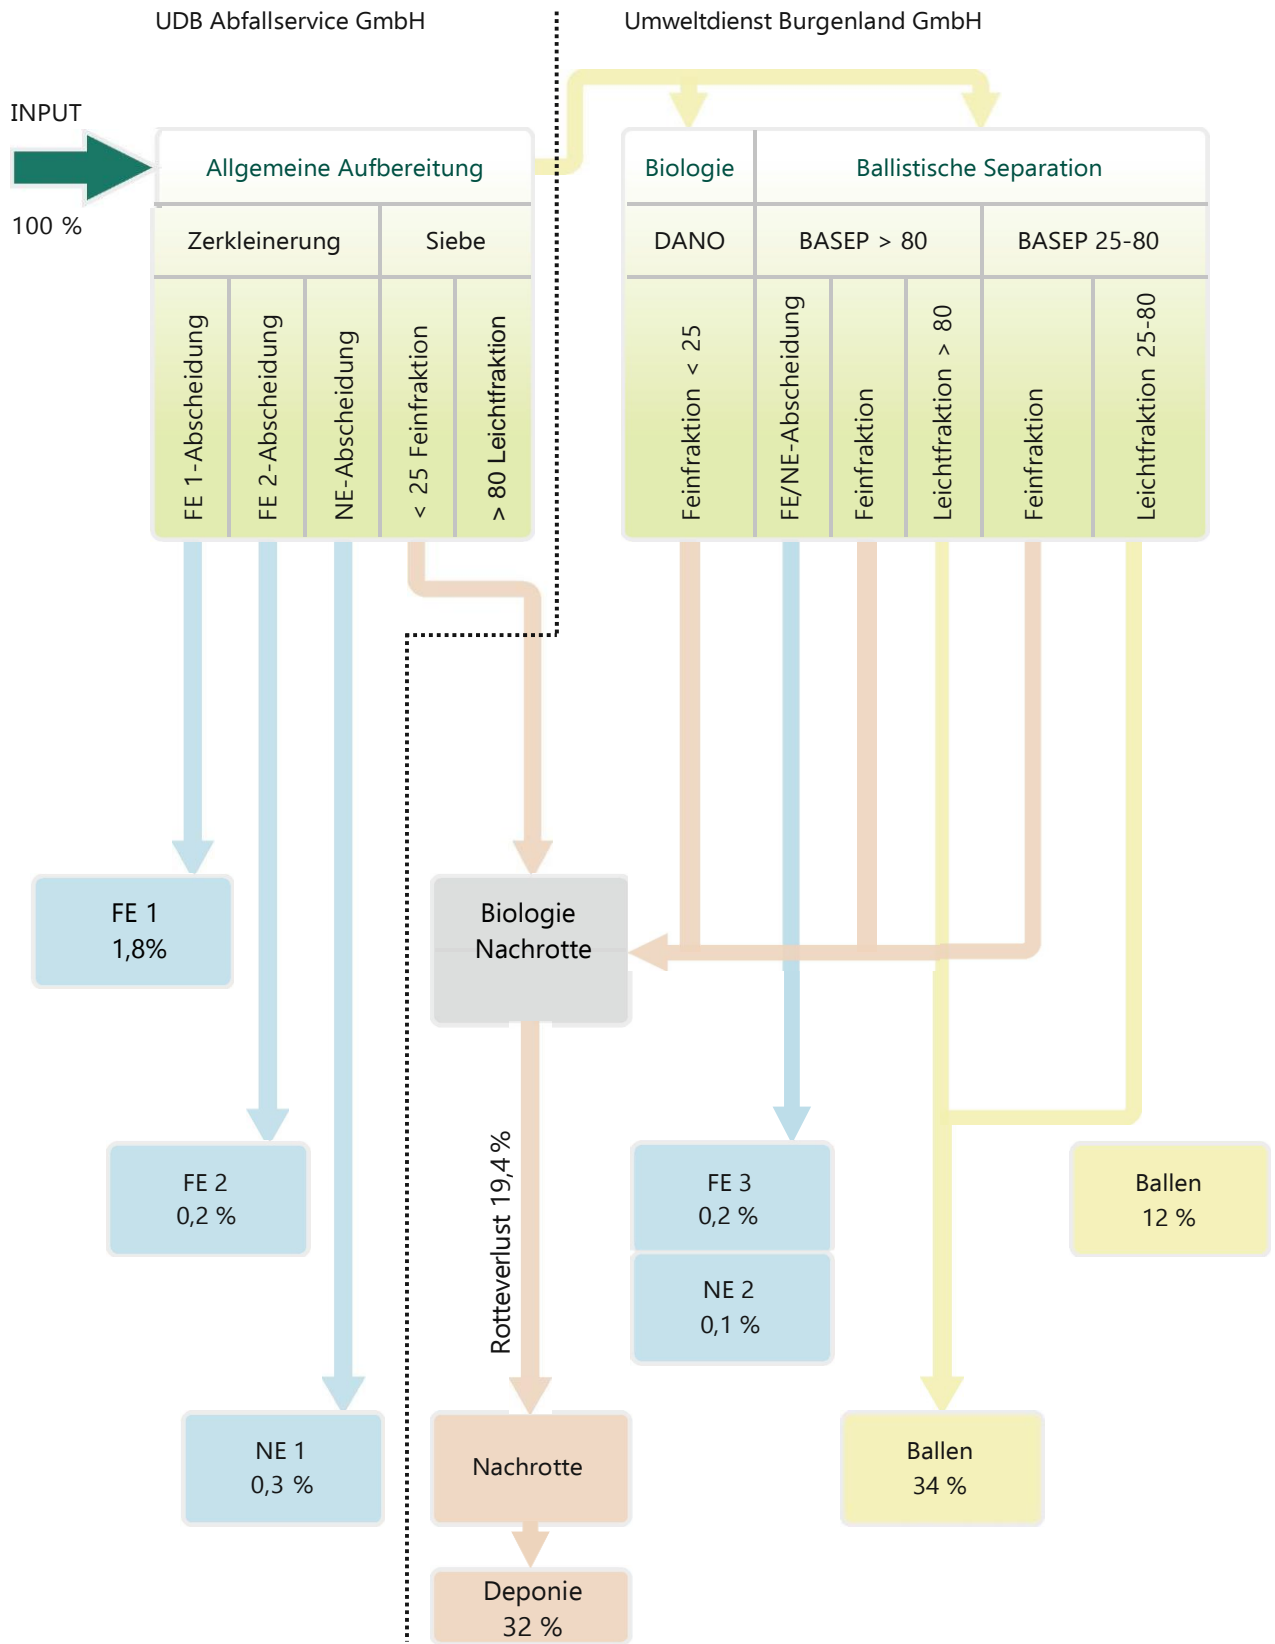 UDB Abfallservice GmbH
Umweltdienst Burgenland GmbH
INPUT
100 %
Allgemeine Aufbereitung
Zerkleinerung
Siebe
FE 1-Abscheidung
FE 2-Abscheidung
NE-Abscheidung
< 25 Feinfraktion
> 80 Leichtfraktion
Biologie
Ballistische Separation
DANO
BASEP > 80
BASEP 25-80
Feinfraktion < 25
FE/NE-Abscheidung
Feinfraktion
Leichtfraktion > 80
Feinfraktion
Leichtfraktion 25-80
FE 1
1,8%
Biologie
Nachrotte
FE 2
0,2 %
Rotteverlust 19,4 %
FE 3
0,2 %
NE 2
0,1 %
Ballen
12 %
NE 1
0,3 %
Nachrotte
Ballen
34 %
Deponie
32 %